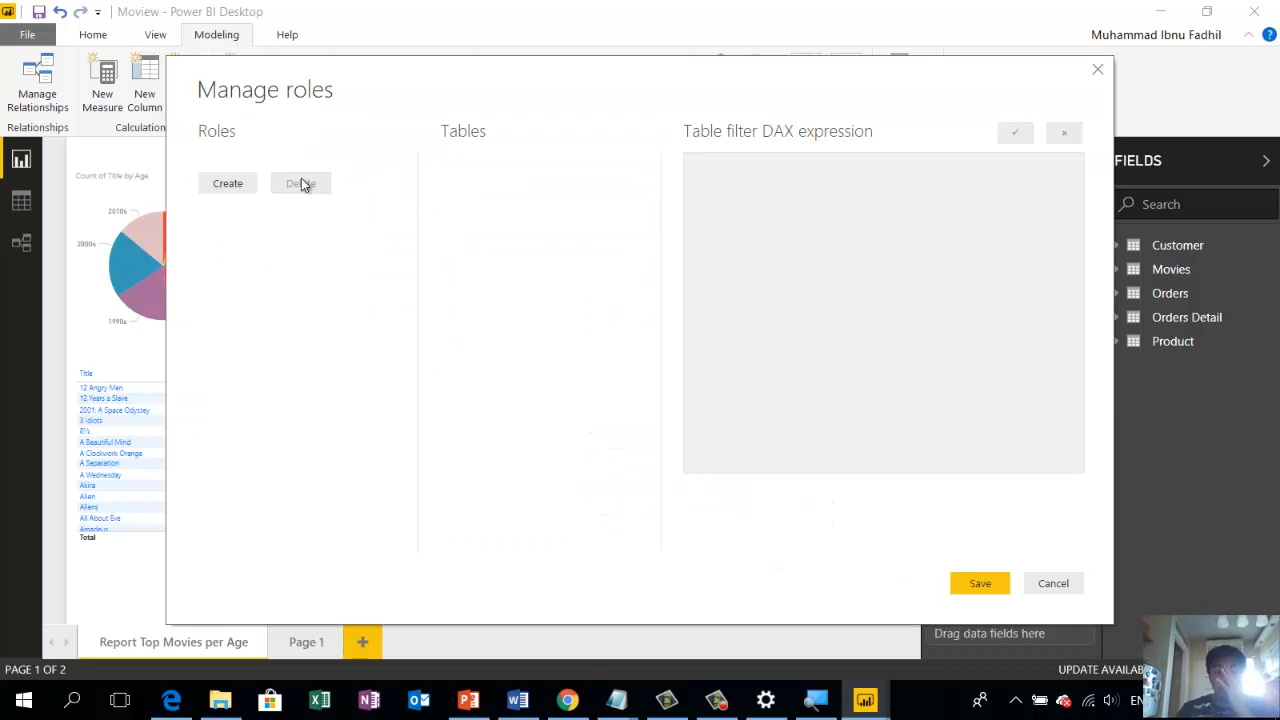 Moview - Power BI Desktop
File
Home
View
Modeling
Help
Muhammad Ibnu Fadhil
Manage
Relationships
New
Measure
New
Column
Relationships
Manage roles
Roles
Tables
Table filter DAX expression
Create
Save
Cancel
Count of Title by Age
2010s
2000s
1990s
Title
12 Angry Men
12 Years a Slave
2001: A Space Odyssey
3 Idiots
8½
A Beautiful Mind
A Clockwork Orange
A Separation
A Wednesday
Akira
Alien
Aliens
All About Eve
Amadeus
Total
FIELDS
Search
Customer
Movies
Orders
Orders Detail
Product
Drag data fields here
Report Top Movies per Age
Page 1
PAGE 1 OF 2